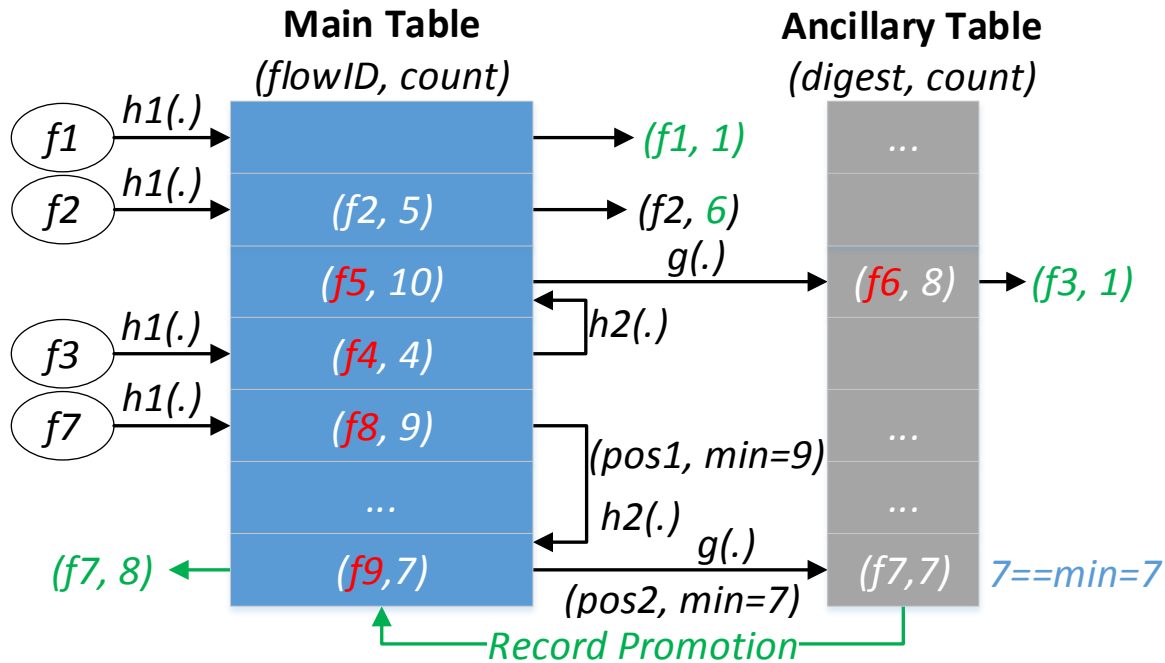 Main Table
Ancillary Table
(flowID, count)
(digest, count)
f1
h1(.)
(f1, 1)
...
f2
h1(.)
(f2, 5)
(f2, 6)
(f5, 10)
g(.)
(f6, 8)
(f3, 1)
h2(.)
f3
h1(.)
(f4, 4)
f7
h1(.)
(f8, 9)
...
(pos1, min=9)
...
h2(.)
...
g(.)
(f7, 8)
(f9,7)
(f7,7)
7==min=7
(pos2, min=7)
Record Promotion